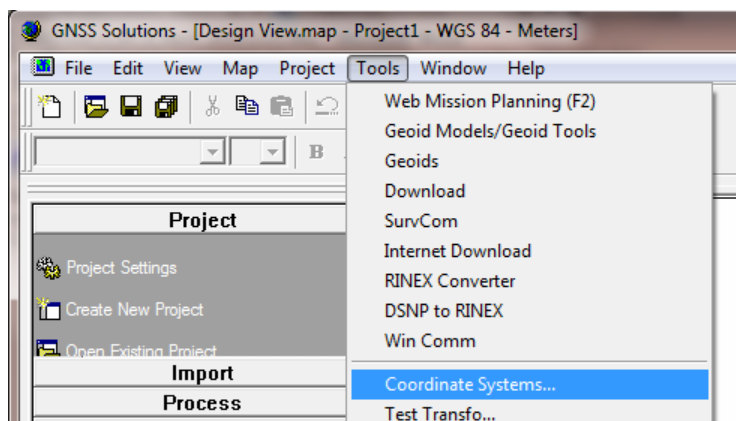 GNSS Solutions - [Design View.map - Project1 - WGS 84 - Meters]
File Edit View Map Project Tools Window Help
B
Web Mission Planning (F2)
Geoid Models/Geoid Tools
Geoids
Download
SurvCom
Internet Download
RINEX Converter
DSNP to RINEX
Win Comm
Coordinate Systems...
Test Transfo...
Project
Project Settings
Create New Project
Open Existing Project
Import
Process